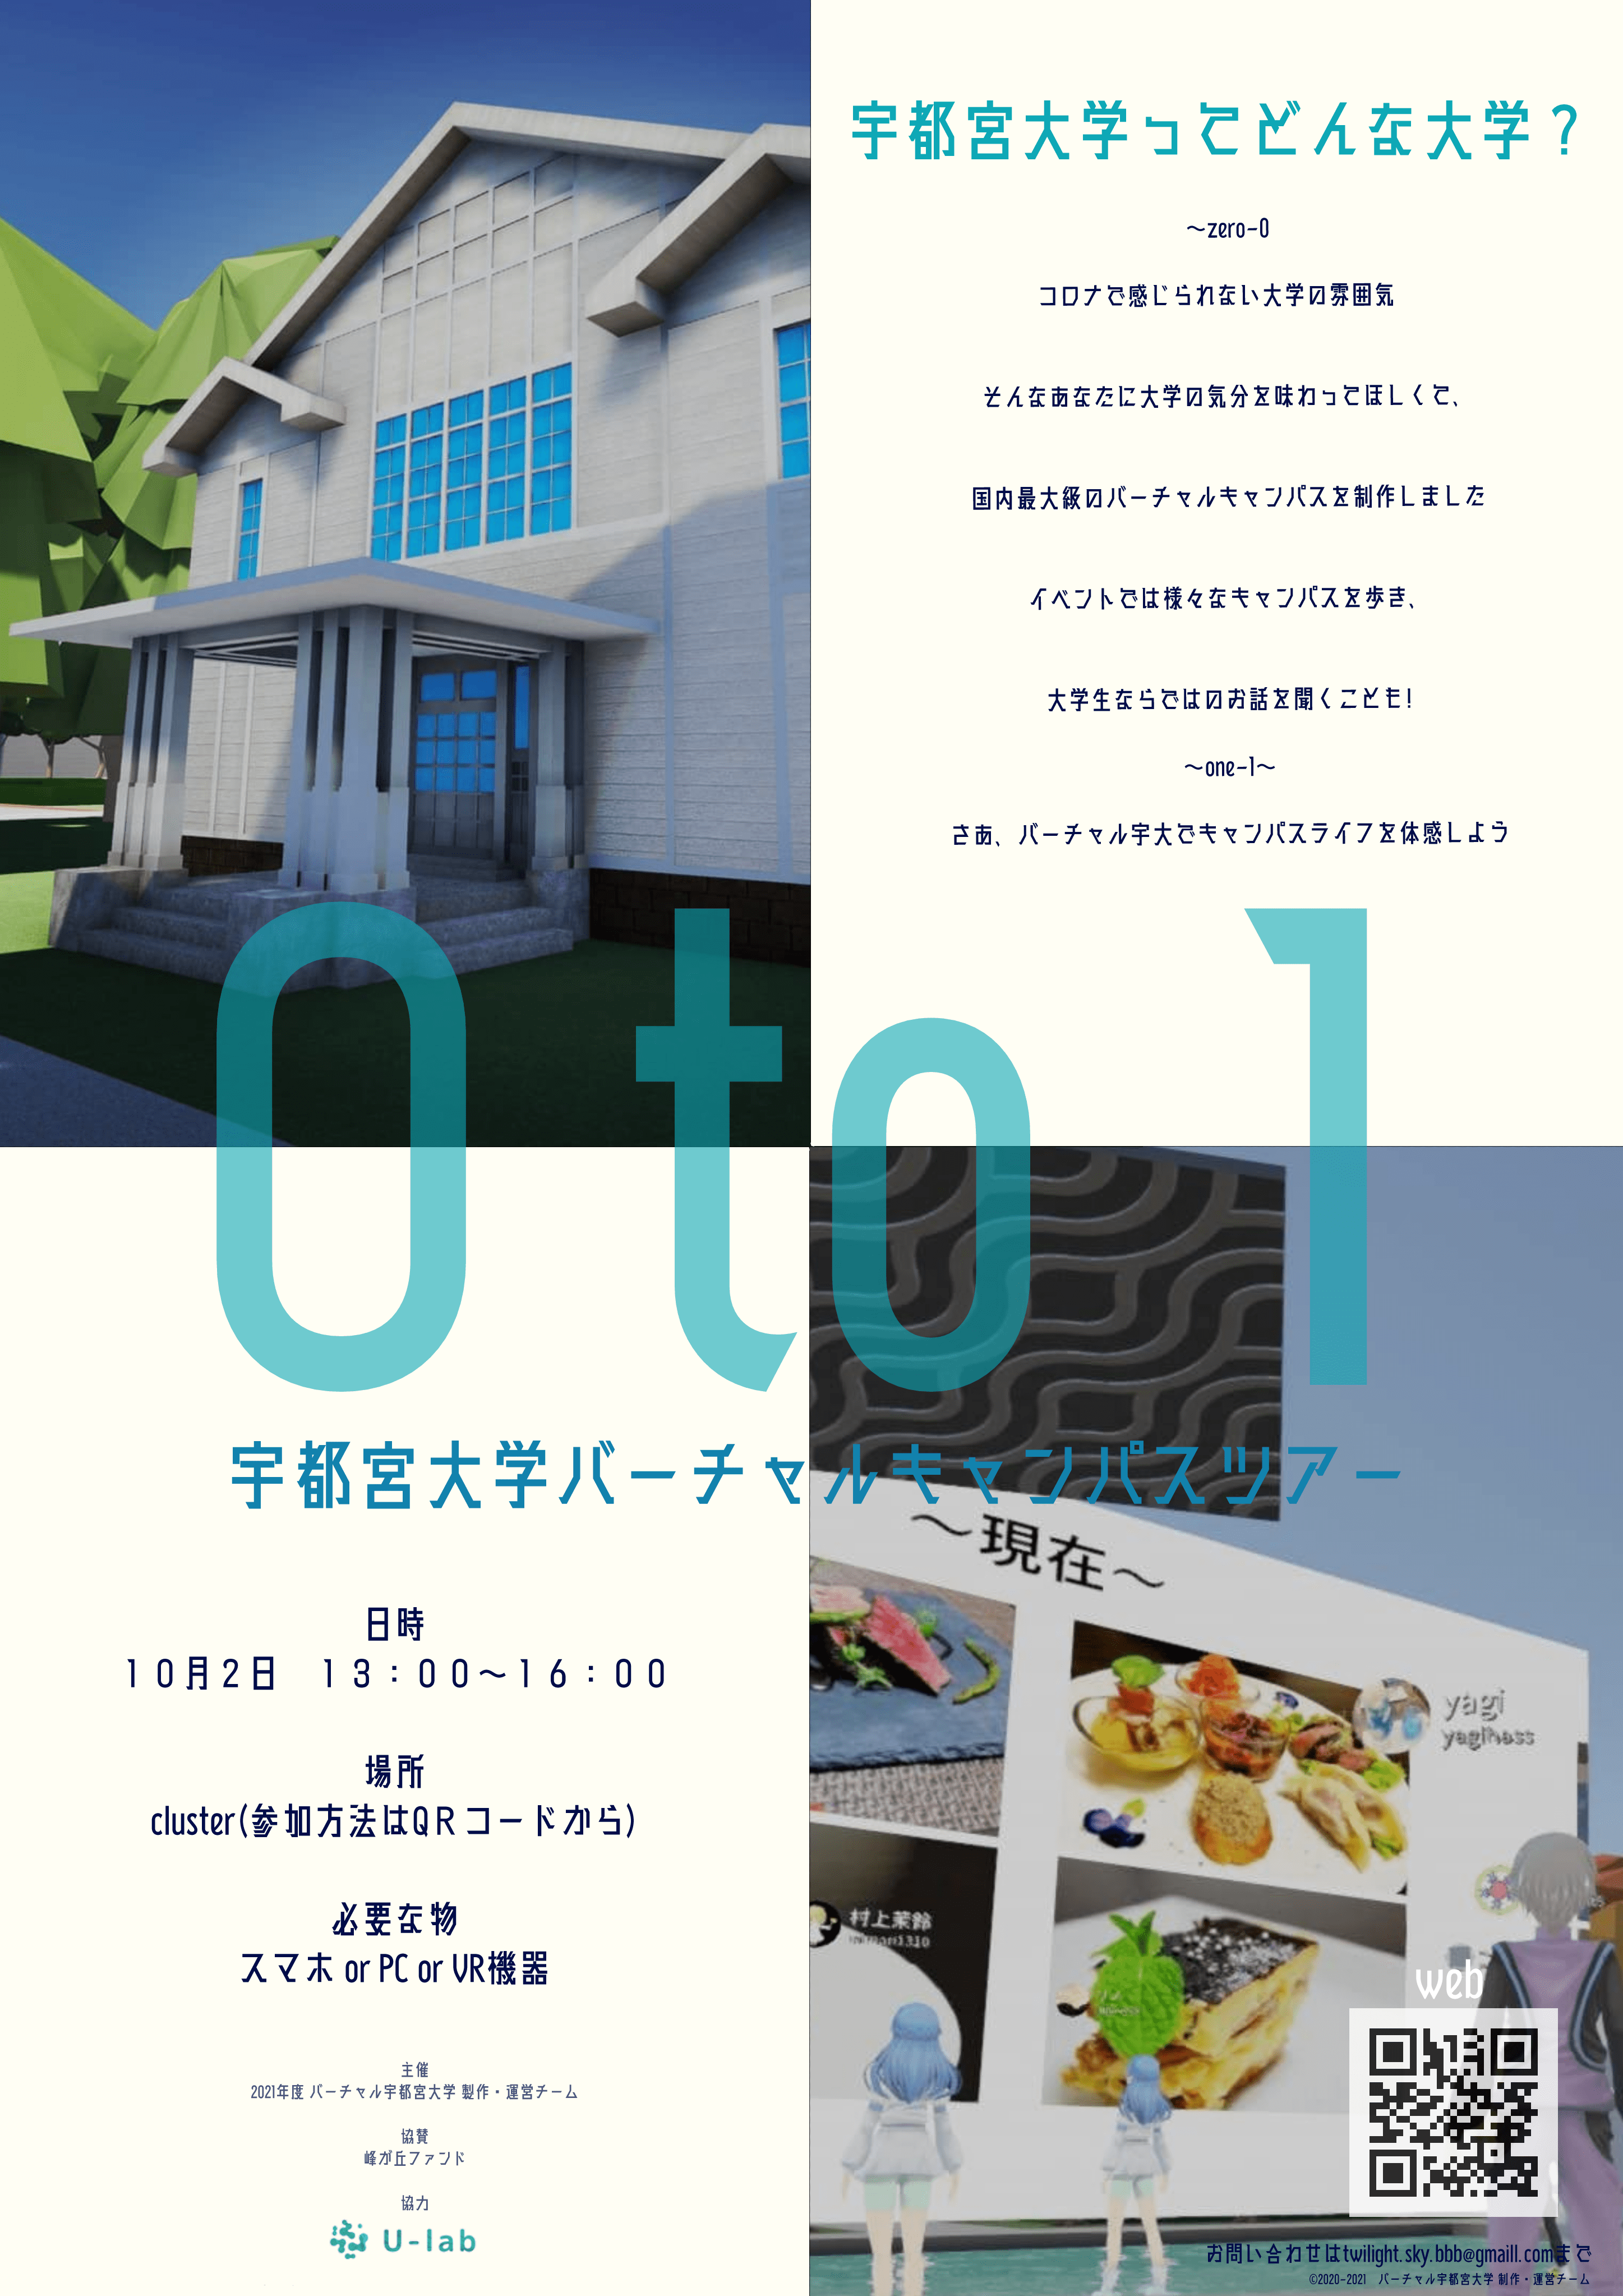 宇都宮大学ってどんな大学？
～zero-0
コロナで感じられない大学の雰囲気
そんなあなたに大学の気分を味わってほしくて、
国内最大級のバーチャルキャンパスを制作しました
イベントでは様々なキャンパスを歩き、
大学生ならではのお話を聞くことも！
～one-1～
さあ、バーチャル宇大でキャンパスライフを体感しよう
0 to 1
宇都宮大学バーチャルキャンパスツアー
日時
１０月２日　１３：００～１６：００
場所
cluster(参加方法はQRコードから)
必要な物
スマホ or PC or VR機器
主催
2021年度 バーチャル宇都宮大学 製作・運営チーム
協賛
峰が丘ファンド
協力
U-lab
～現在～
yagi
yaginass
村上茉鈴
web
お問い合わせはtwilight.sky.bbb@gmaill.comまで
©2020-2021　バーチャル宇都宮大学 制作・運営チーム